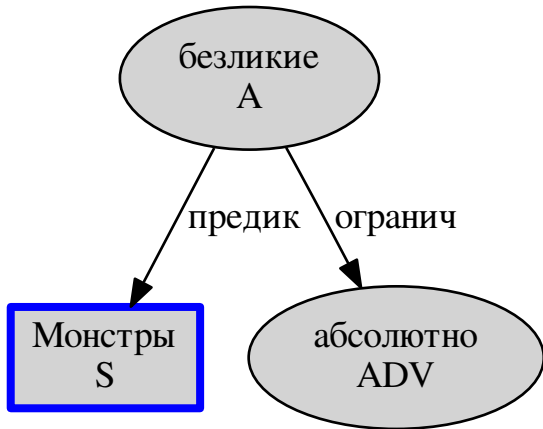 безликие
A
предик
огранич
Монстры
S
абсолютно
ADV